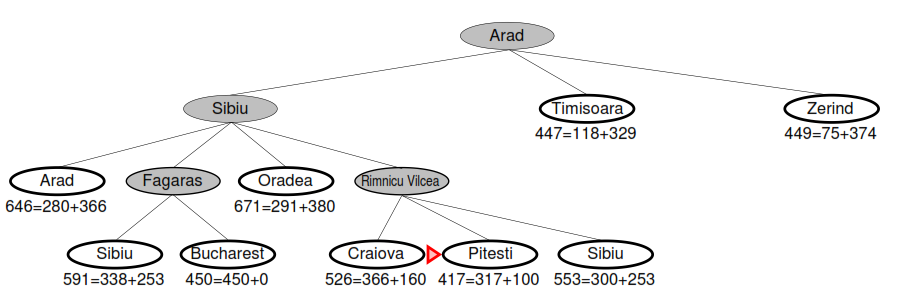 Arad
Sibiu
Timisoara
Zerind
447=118+329
449=75+374
Arad
Fagaras
Oradea
Rimnicu Vilcea
646=280+366
671=291+380
Sibiu
Bucharest
Craiova
Pitesti
Sibiu
591=338+253
450=450+0
526=366+160
417=317+100
553=300+253